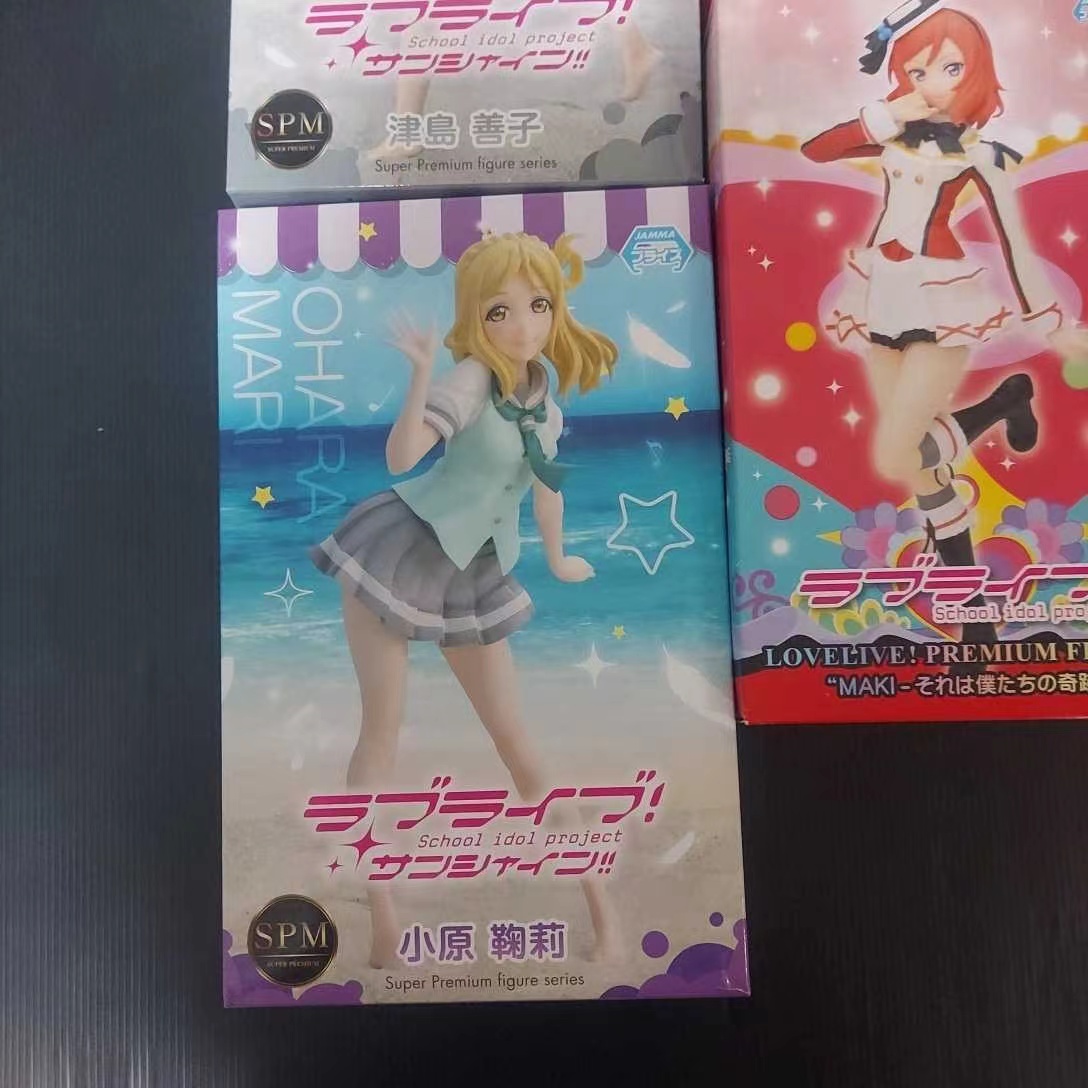 ラブライブ!
School idol project
サンシャイン!!
SPM
SUPER PREMIUM
津島 善子
Super Premium figure series
JAMMA
プライズ
OHARA
MARI
ラブライブ!
School idol project
サンシャイン!!
SPM
SUPER PREMIUM
小原 鞠莉
Super Premium figure series
ラブライブ
School idol pro
LOVELIVE! PREMIUM FI
“MAKI-それは僕たちの奇跡